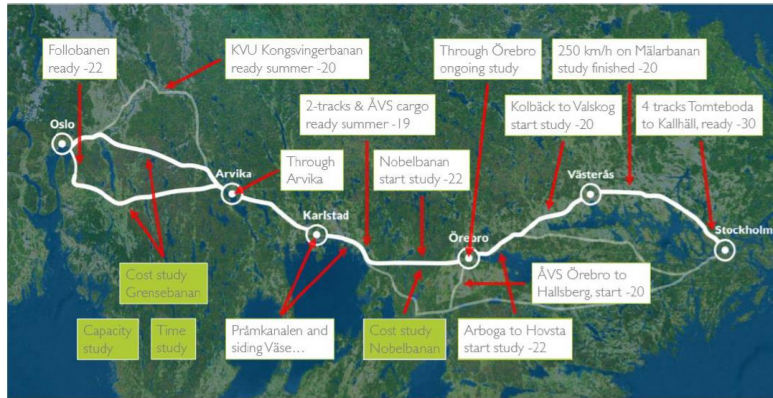 Follobanen
ready -22
KVU Kongsvingerbanan
ready summer -20
Through Örebro
ongoing study
250 km/h on Mälarbanan
study finished -20
2-tracks & ÅVS cargo
ready summer -19
Kolbäck to Valskog
start study -20
4 tracks Tomteboda
to Kallhäll, ready -30
Oslo
Arvika
Through
Arvika
Nobelbanan
start study -22
Västerås
Karlstad
Örebro
Stockholm
Cost study
Grensebanan
ÅVS Örebro to
Hallsberg, start -20
Capacity
study
Time
study
Pråmkanalen and
siding Väse...
Cost study
Nobelbanan
Arboga to Hovsta
start study -22